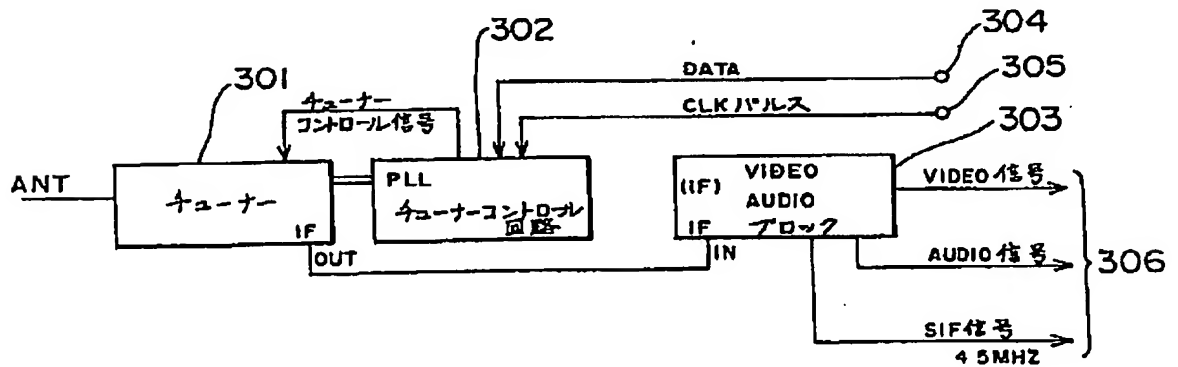 302
304
301
DATA
305
チューナー
コントロール信号
CLKパルス
303
ANT
チューナー
IF
OUT
PLL
チューナーコントロール
回路
(IF)
VIDEO
AUDIO
IF ブロック
IN
VIDEO信号
AUDIO信号
306
SIF信号
4 5MHZ